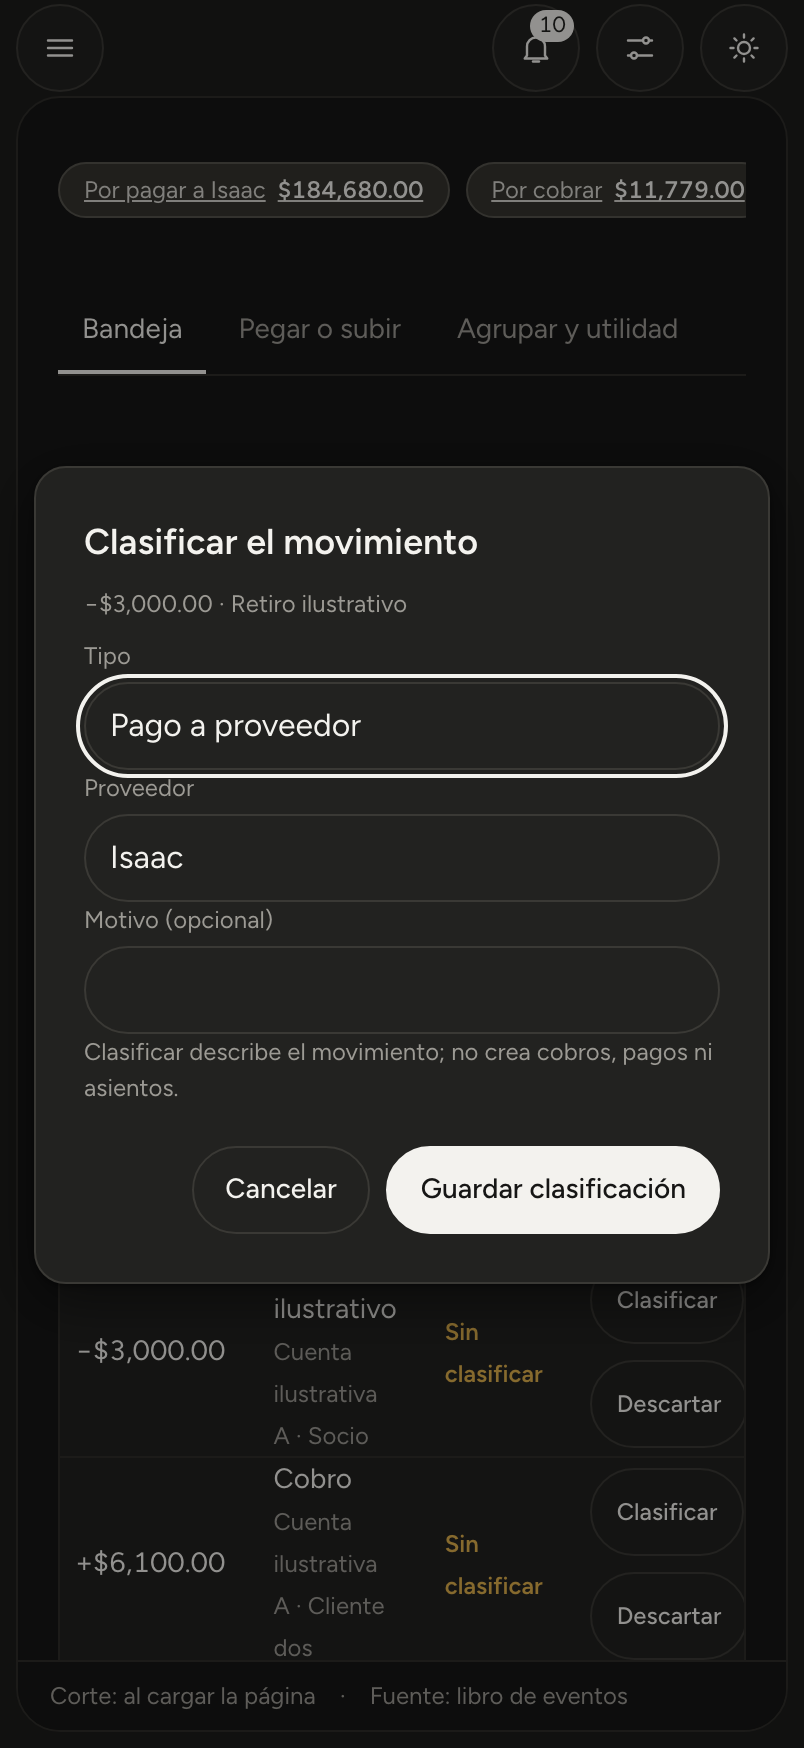 10
Por pagar a Isaac $184,680.00 Por cobrar $11,779.00
Bandeja Pegar o subir Agrupar y utilidad
Clasificar el movimiento
−$3,000.00 · Retiro ilustrativo
Tipo
Pago a proveedor
Proveedor
Isaac
Motivo (opcional)
Clasificar describe el movimiento; no crea cobros, pagos ni
asientos.
Cancelar Guardar clasificación
−$3,000.00
ilustrativo
Cuenta
ilustrativa
A · Socio
Sin
clasificar
Clasificar
Descartar
+$6,100.00
Cobro
Cuenta
ilustrativa
A · Cliente
dos
Sin
clasificar
Clasificar
Descartar
Corte: al cargar la página · Fuente: libro de eventos